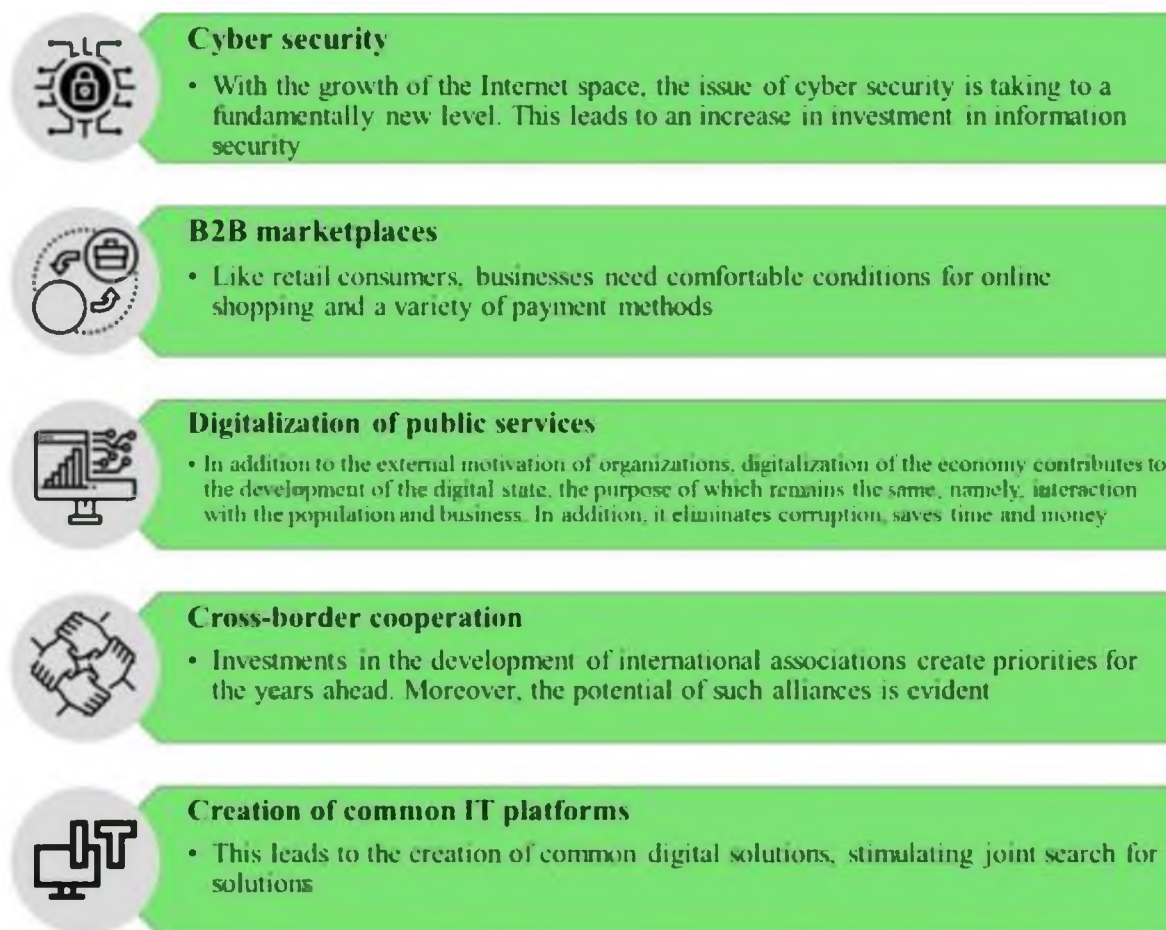 Cyber security
• With the growth of the Internet space, the issue of cyber security is taking to a
fundamentally new level. This leads to an increase in investment in information
security
B2B marketplaces
• Like retail consumers, businesses need comfortable conditions for online
shopping and a variety of payment methods
Digitalization of public services
• In addition to the external motivation of organizations, digitalization of the economy contributes to
the development of the digital state, the purpose of which remains the same, namely, interaction
with the population and business. In addition, it eliminates corruption, saves time and money
Cross-border cooperation
• Investments in the development of international associations create priorities for
the years ahead. Moreover, the potential of such alliances is evident
IT
Creation of common IT platforms
• This leads to the creation of common digital solutions, stimulating joint search for
solutions